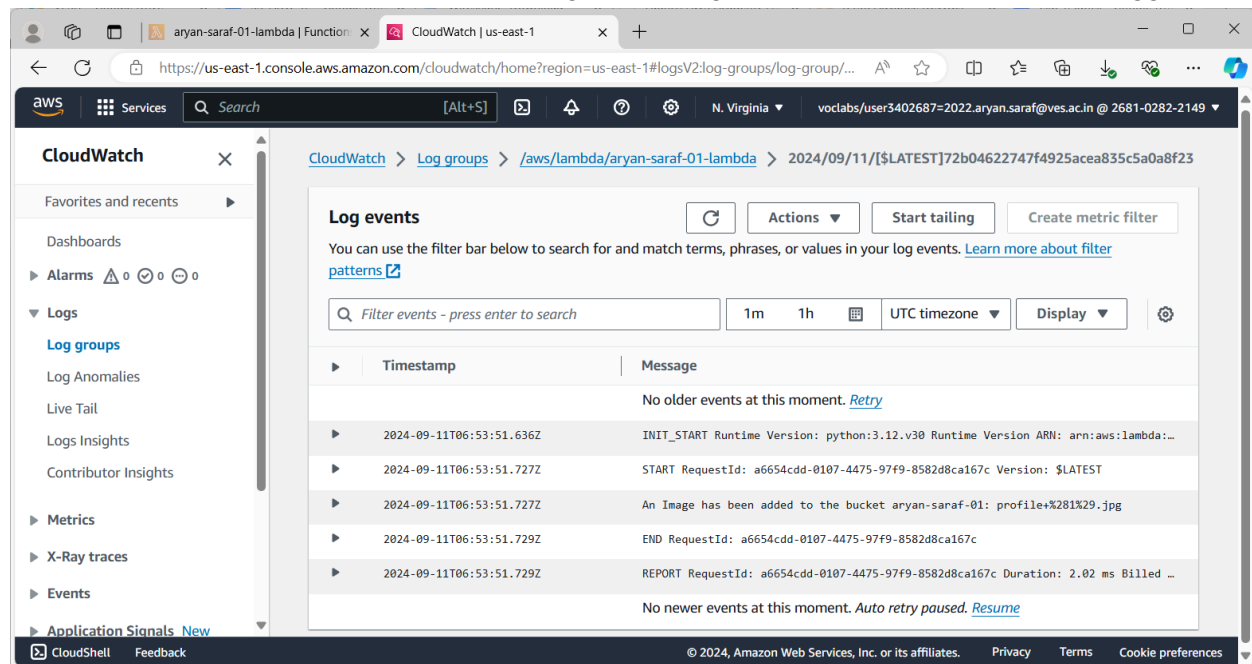 aryan-saraf-01-lambda | Function
CloudWatch | us-east-1
https://us-east-1.console.aws.amazon.com/cloudwatch/home?region=us-east-1#logsV2:log-groups/log-group/...
aws Services Search [Alt+S] N. Virginia ▼ voclabs/user3402687=2022.aryan.saraf@ves.ac.in @ 2681-0282-2149 ▼
CloudWatch
Favorites and recents
Dashboards
Alarms 0 0 0
Logs
Log groups
Log Anomalies
Live Tail
Logs Insights
Contributor Insights
Metrics
X-Ray traces
Events
Application Signals New
CloudWatch > Log groups > /aws/lambda/aryan-saraf-01-lambda > 2024/09/11/[$LATEST]72b04622747f4925acea835c5a0a8f23
Log events
Actions ▼ Start tailing Create metric filter
You can use the filter bar below to search for and match terms, phrases, or values in your log events. Learn more about filter
patterns
Filter events - press enter to search 1m 1h UTC timezone ▼ Display ▼
Timestamp Message
No older events at this moment. Retry
2024-09-11T06:53:51.636Z INIT_START Runtime Version: python:3.12.v30 Runtime Version ARN: arn:aws:lambda:…
2024-09-11T06:53:51.727Z START RequestId: a6654cdd-0107-4475-97f9-8582d8ca167c Version: $LATEST
2024-09-11T06:53:51.727Z An Image has been added to the bucket aryan-saraf-01: profile+%281%29.jpg
2024-09-11T06:53:51.729Z END RequestId: a6654cdd-0107-4475-97f9-8582d8ca167c
2024-09-11T06:53:51.729Z REPORT RequestId: a6654cdd-0107-4475-97f9-8582d8ca167c Duration: 2.02 ms Billed …
No newer events at this moment. Auto retry paused. Resume
CloudShell Feedback © 2024, Amazon Web Services, Inc. or its affiliates. Privacy Terms Cookie preferences